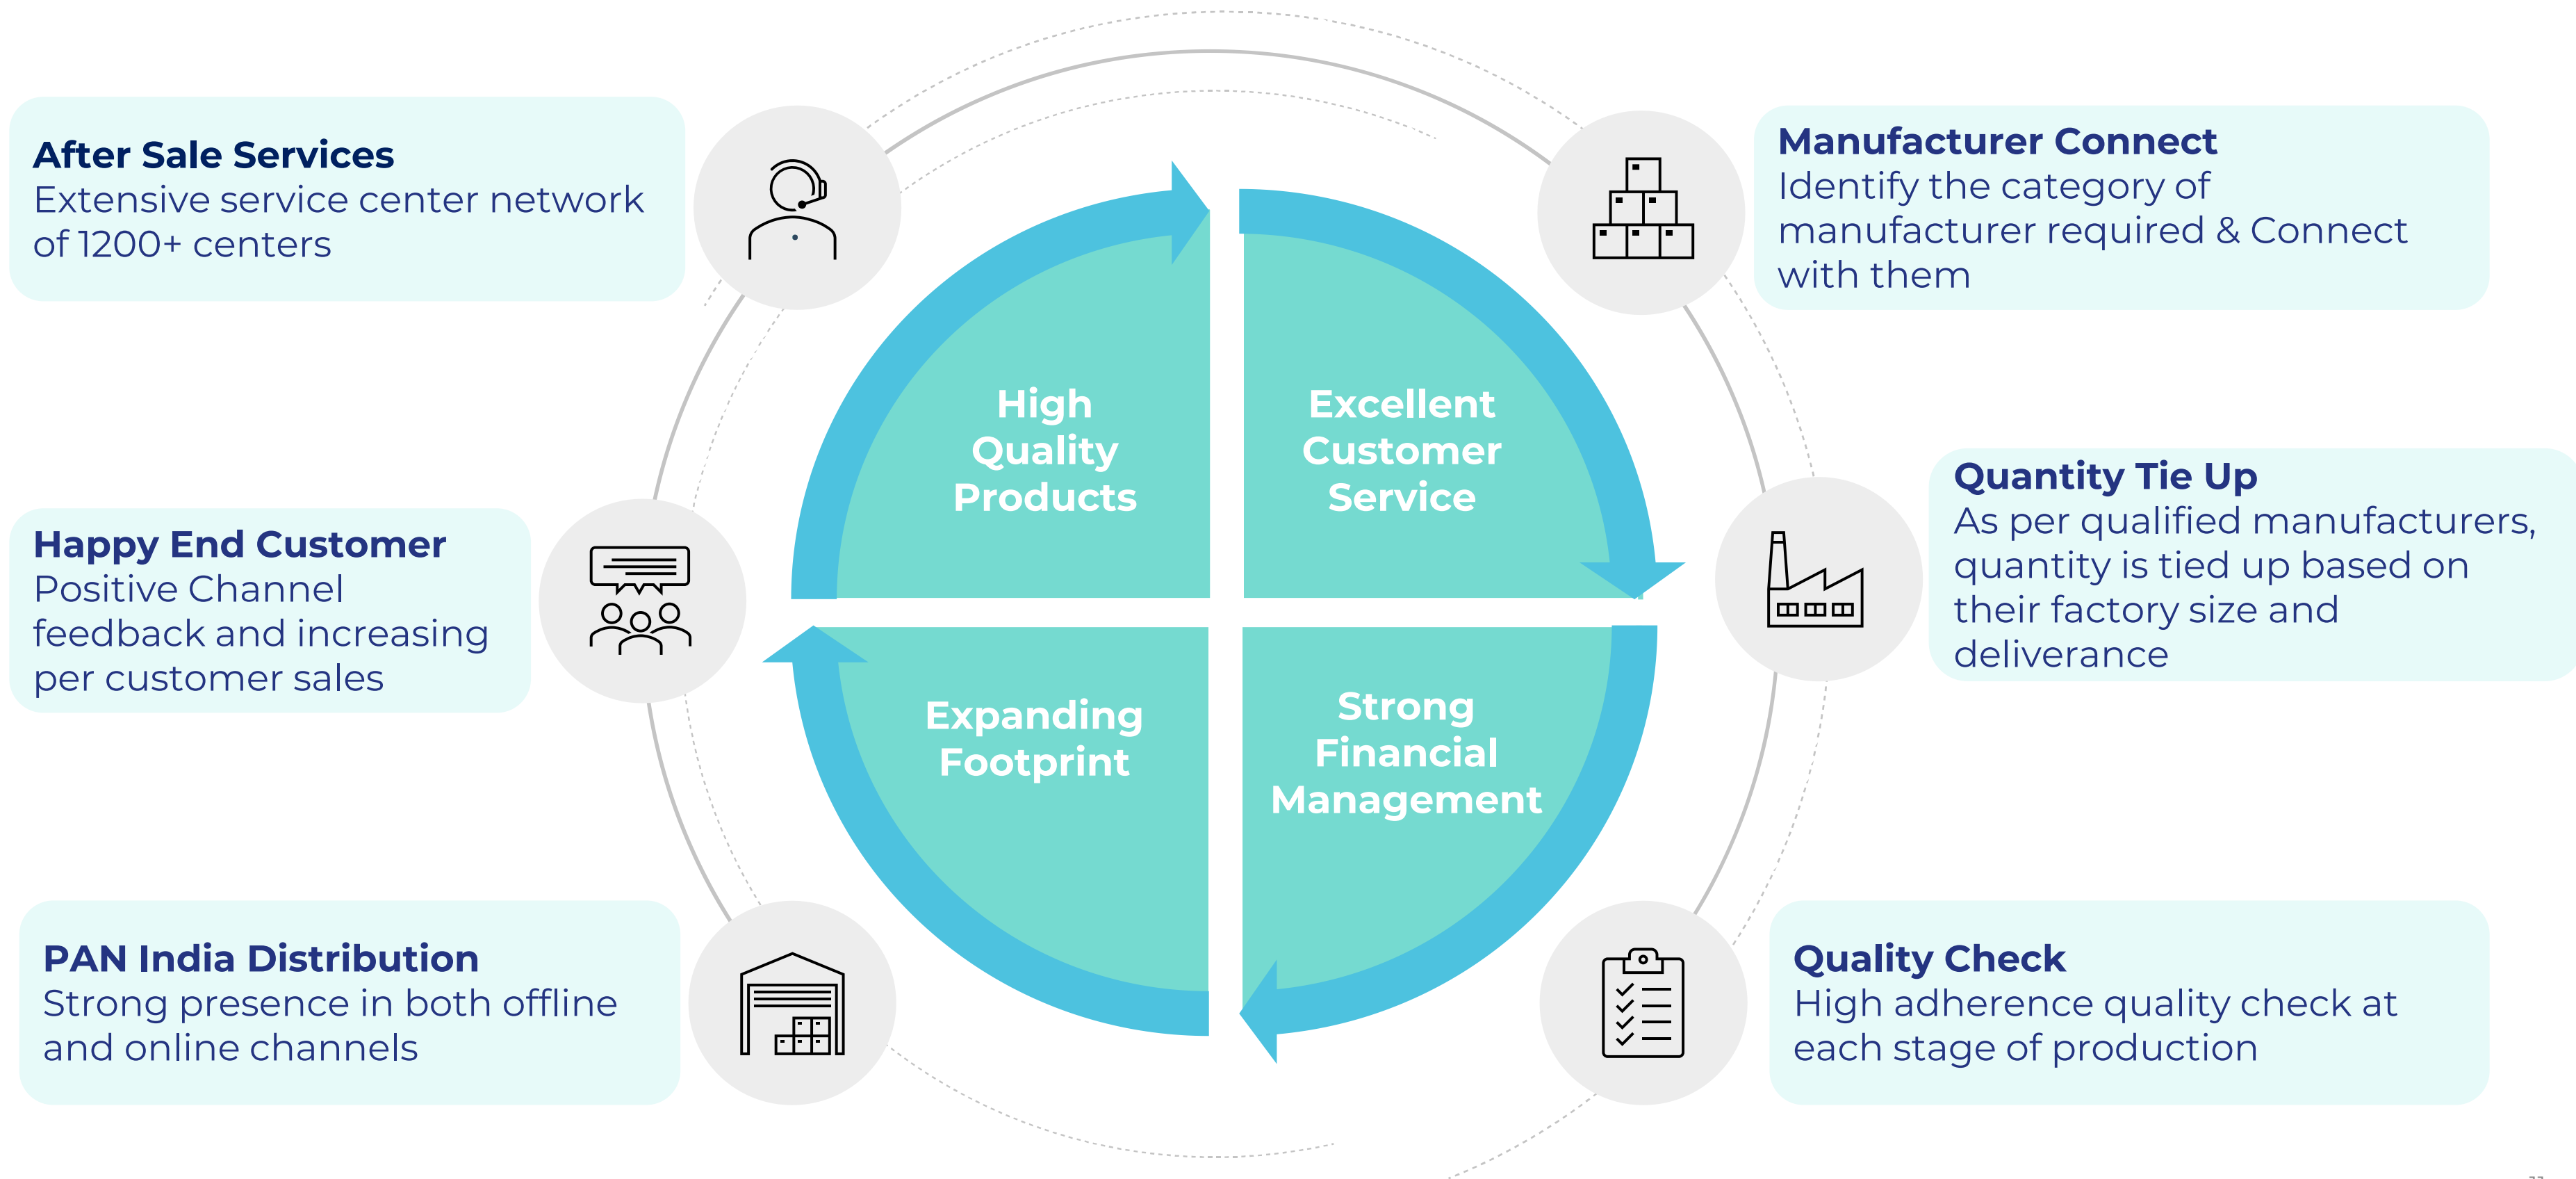 After Sale Services
Extensive service center network
of 1200+ centers
Manufacturer Connect
Identify the category of
manufacturer required & Connect
with them
High
Quality
Products
Excellent
Customer
Service
Happy End Customer
Positive Channel
feedback and increasing
per customer sales
Quantity Tie Up
As per qualified manufacturers,
quantity is tied up based on
their factory size and
deliverance
Expanding
Footprint
Strong
Financial
Management
PAN India Distribution
Strong presence in both offline
and online channels
Quality Check
High adherence quality check at
each stage of production